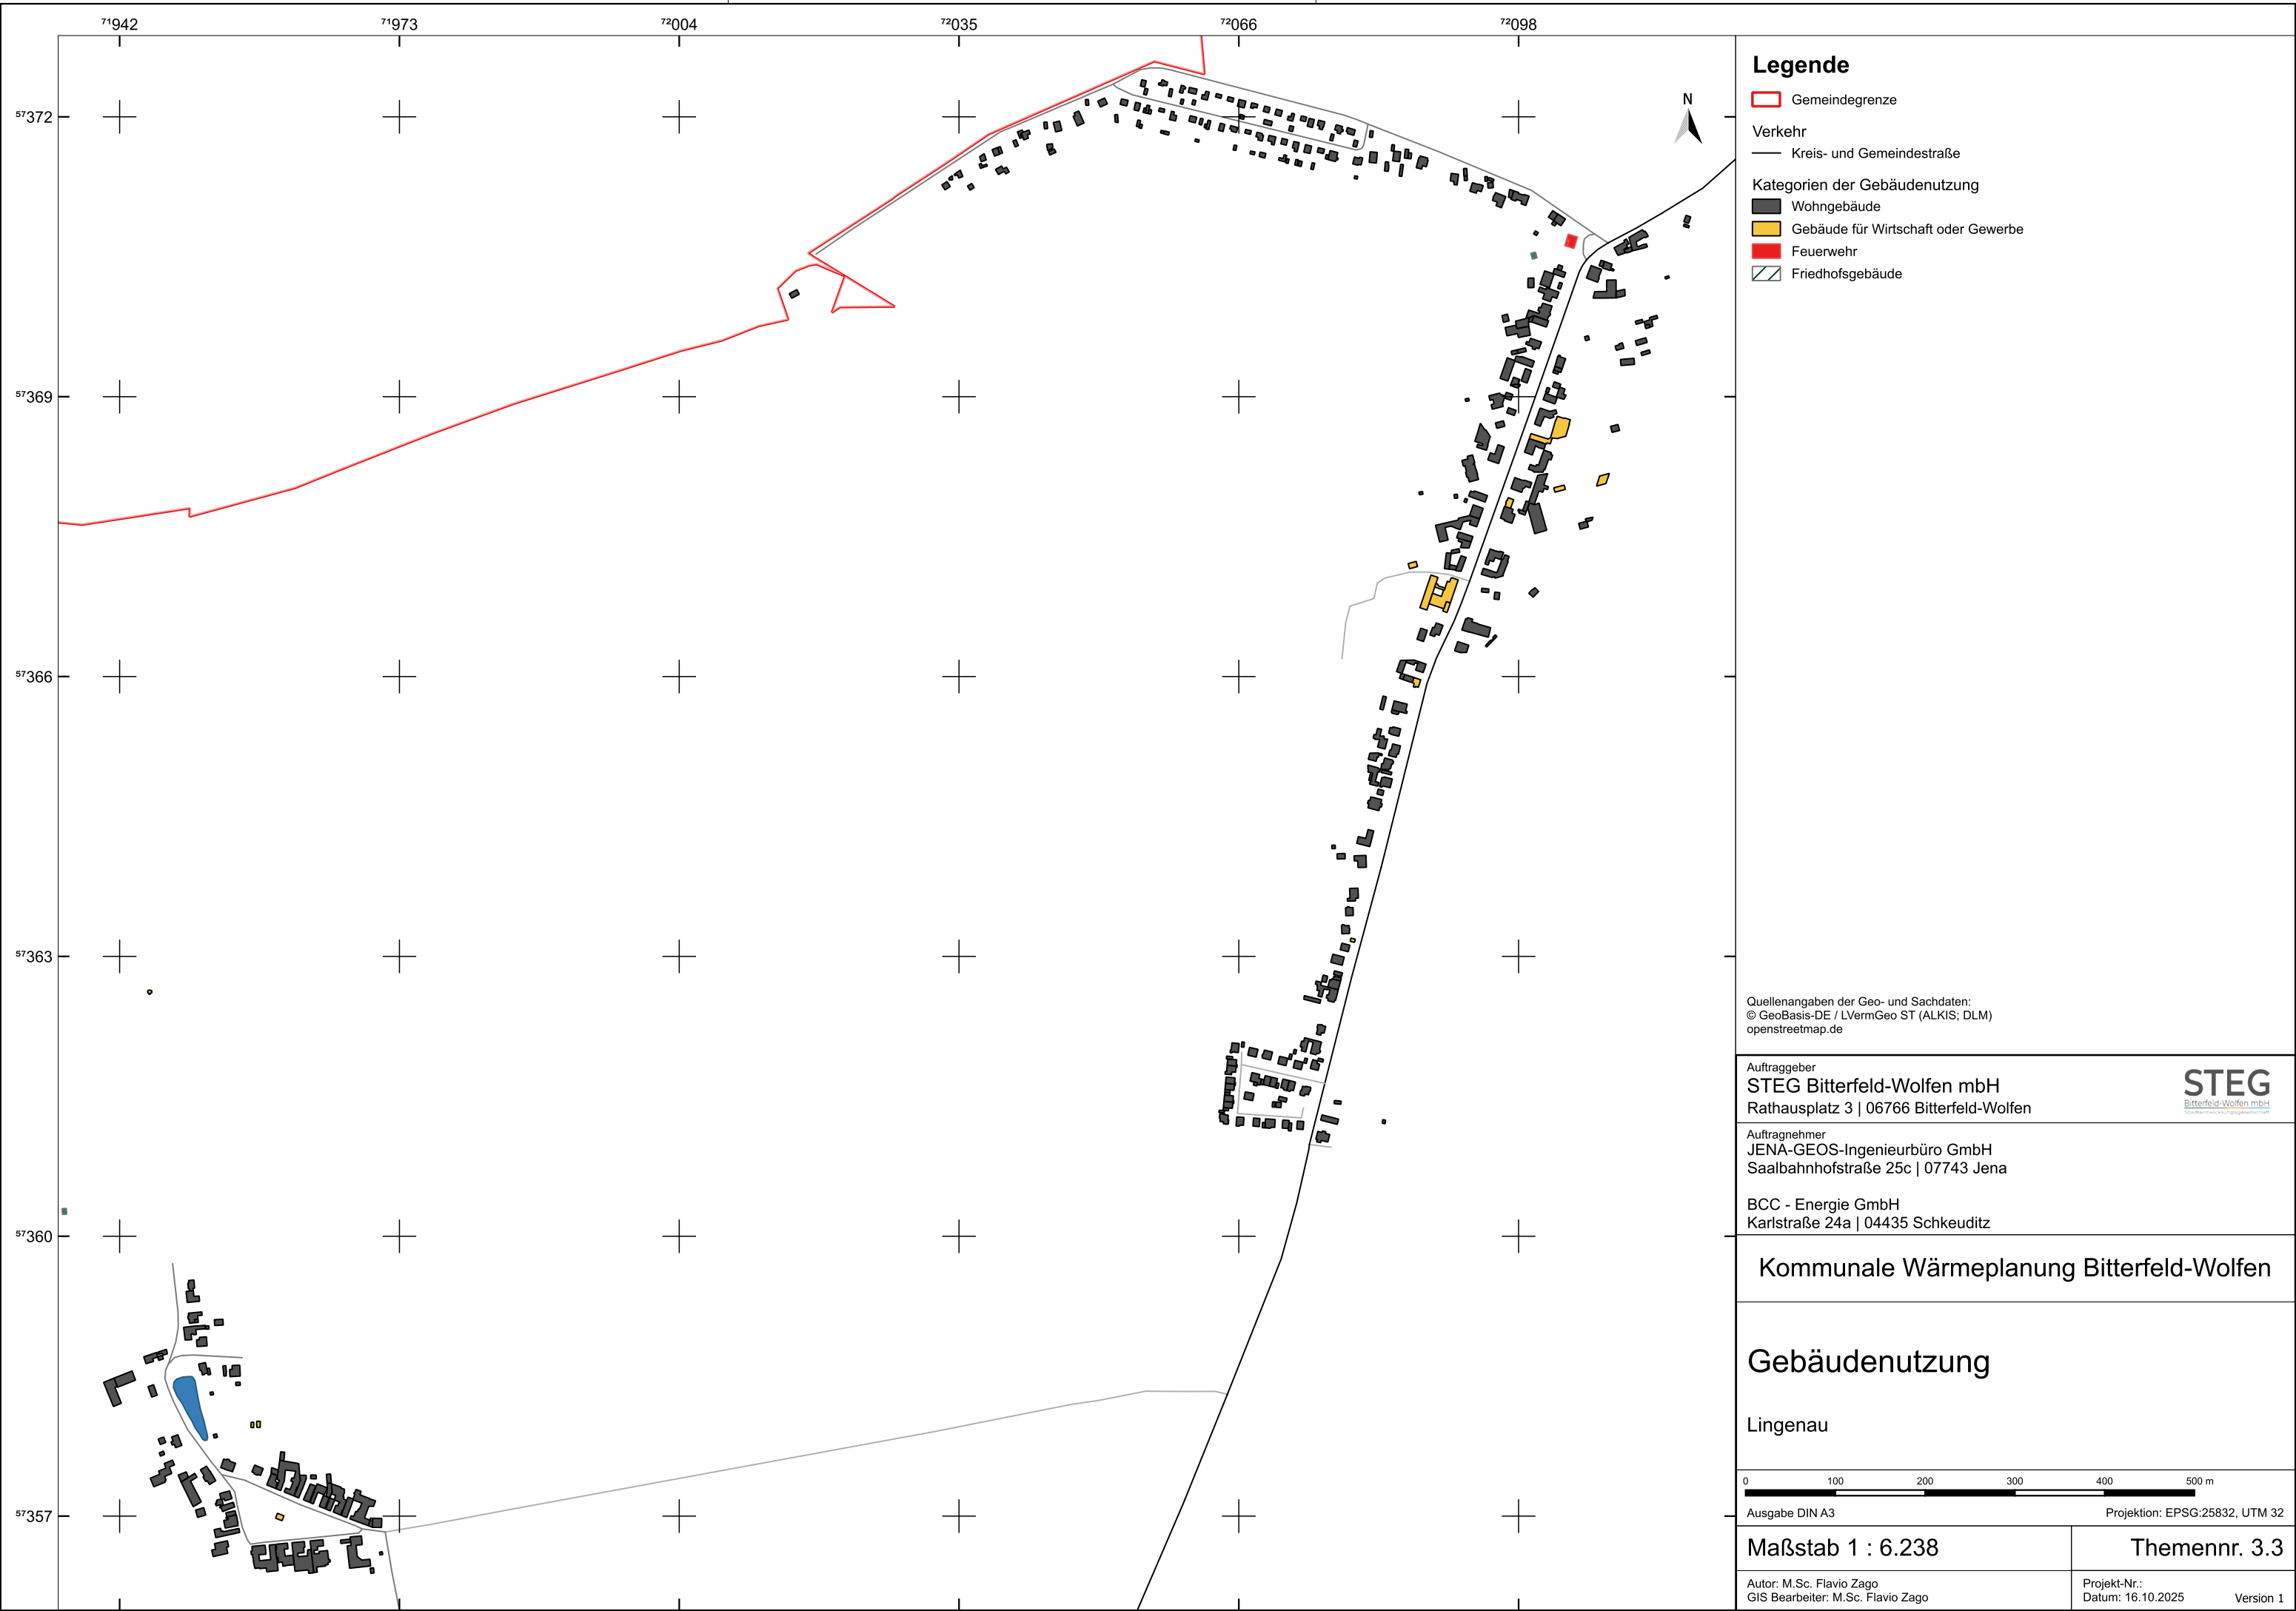 71942 71973 72004 72035 72066 72098
57372
57369
57366
57363
57360
57357
N
Legende
Gemeindegrenze
Verkehr
Kreis- und Gemeindestraße
Kategorien der Gebäudenutzung
Wohngebäude
Gebäude für Wirtschaft oder Gewerbe
Feuerwehr
Friedhofsgebäude
Quellenangaben der Geo- und Sachdaten:
© GeoBasis-DE / LVermGeo ST (ALKIS; DLM)
openstreetmap.de
Auftraggeber
STEG Bitterfeld-Wolfen mbH
Rathausplatz 3 | 06766 Bitterfeld-Wolfen
STEG
Bitterfeld-Wolfen mbH
Stadtentwicklungsgesellschaft
Auftragnehmer
JENA-GEOS-Ingenieurbüro GmbH
Saalbahnhofstraße 25c | 07743 Jena
BCC - Energie GmbH
Karlstraße 24a | 04435 Schkeuditz
Kommunale Wärmeplanung Bitterfeld-Wolfen
Gebäudenutzung
Lingenau
0 100 200 300 400 500 m
Ausgabe DIN A3 Projektion: EPSG:25832, UTM 32
Maßstab 1 : 6.238 Themennr. 3.3
Autor: M.Sc. Flavio Zago
GIS Bearbeiter: M.Sc. Flavio Zago
Projekt-Nr.:
Datum: 16.10.2025 Version 1